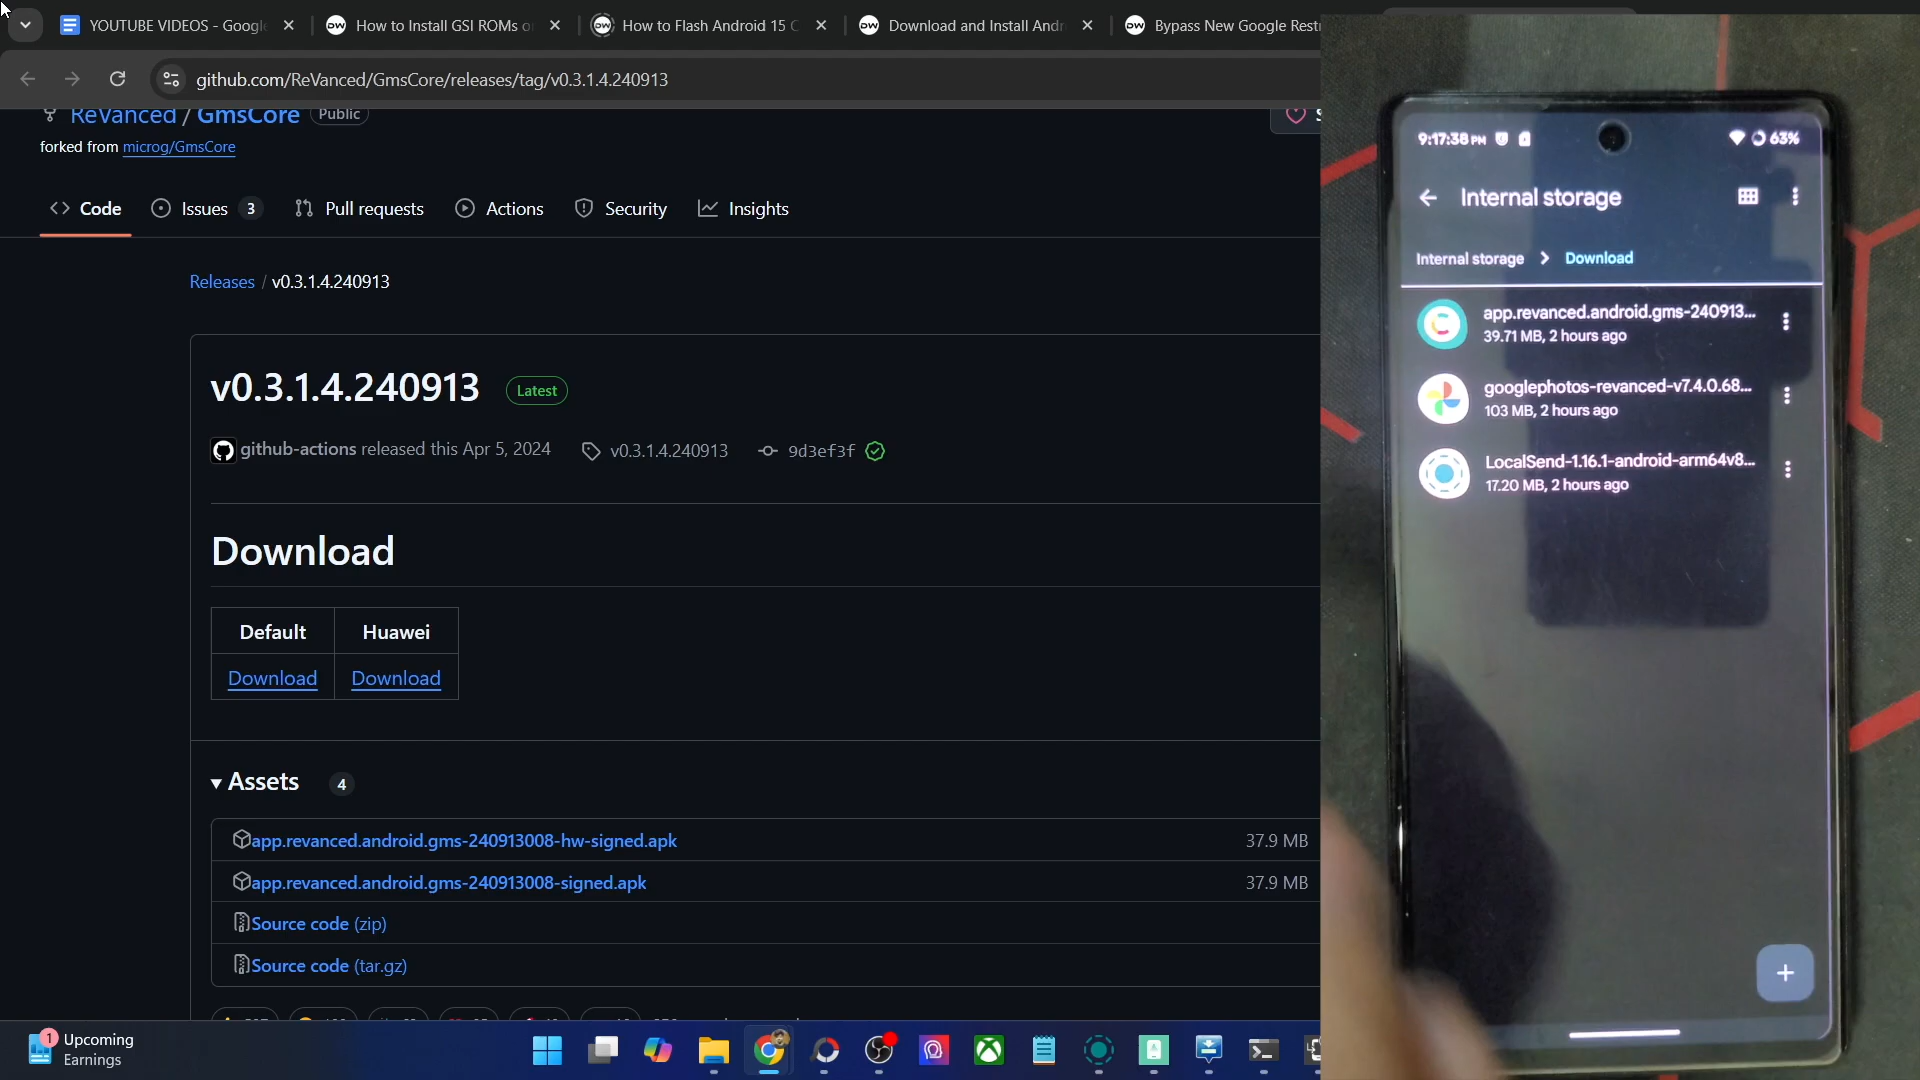 YOUTUBE VIDEOS - Googl
How to Install GSI ROMs o
How to Flash Android 15 C
Download and Install Andr
Bypass New Google Restr
github.com/ReVanced/GmsCore/releases/tag/v0.3.1.4.240913
ReVanced / GmsCore Public
forked from microg/GmsCore
Code
Issues 3
Pull requests
Actions
Security
Insights
Releases / v0.3.1.4.240913
v0.3.1.4.240913 Latest
github-actions released this Apr 5, 2024 v0.3.1.4.240913 9d3ef3f
Download
Default Huawei
Download Download
Assets 4
app.revanced.android.gms-240913008-hw-signed.apk 37.9 MB
app.revanced.android.gms-240913008-signed.apk 37.9 MB
Source code (zip)
Source code (tar.gz)
1 Upcoming
Earnings
9:17:38 PM 63%
Internal storage
Internal storage > Download
app.revanced.android.gms-240913...
39.71 MB, 2 hours ago
googlephotos-revanced-v7.4.0.68...
103 MB, 2 hours ago
LocalSend-1.16.1-android-arm64v8...
17.20 MB, 2 hours ago